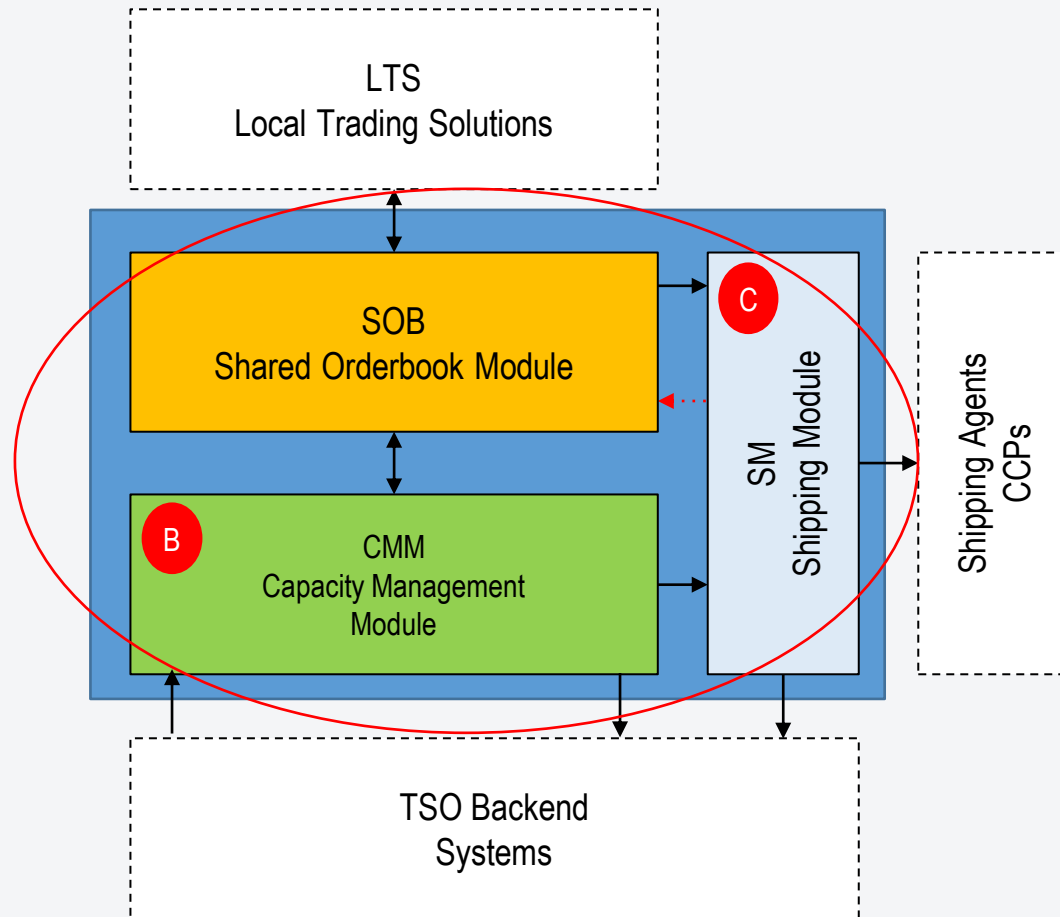 LTS
Local Trading Solutions
SOB
Shared Orderbook Module
C
SM
Shipping Module
Shipping Agents
CCPs
B
CMM
Capacity Management
Module
TSO Backend
Systems